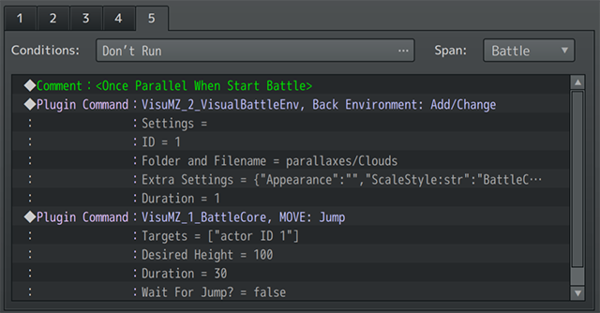 1 2 3 4 5
Conditions: Don't Run ... Span: Battle
◆Comment：<Once Parallel When Start Battle>
◆Plugin Command：VisuMZ_2_VisualBattleEnv, Back Environment: Add/Change
：　：Settings =
：　：ID = 1
：　：Folder and Filename = parallaxes/Clouds
：　：Extra Settings = {"Appearance":"","ScaleStyle:str":"BattleC…
：　：Duration = 1
◆Plugin Command：VisuMZ_1_BattleCore, MOVE: Jump
：　：Targets = ["actor ID 1"]
：　：Desired Height = 100
：　：Duration = 30
：　：Wait For Jump? = false